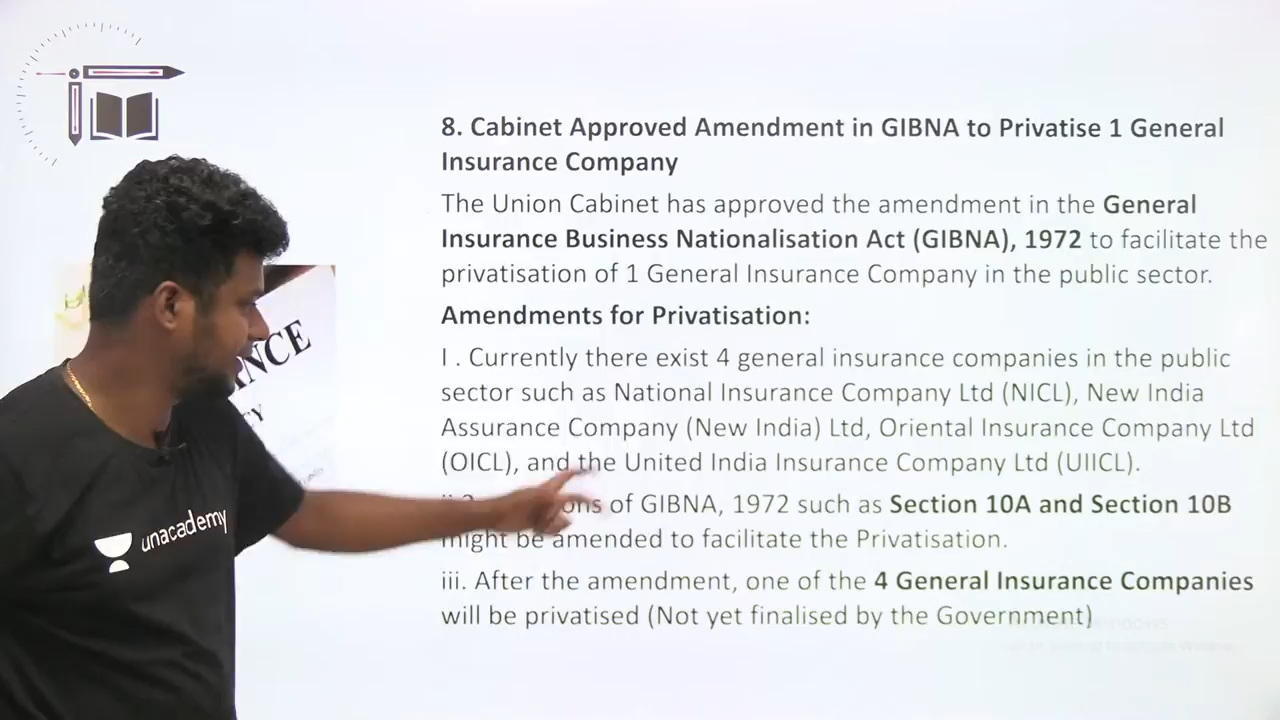 8. Cabinet Approved Amendment in GIBNA to Privatise 1 General
Insurance Company
The Union Cabinet has approved the amendment in the General
Insurance Business Nationalisation Act (GIBNA), 1972 to facilitate the
privatisation of 1 General Insurance Company in the public sector.
Amendments for Privatisation:
I . Currently there exist 4 general insurance companies in the public
sector such as National Insurance Company Ltd (NICL), New India
Assurance Company (New India) Ltd, Oriental Insurance Company Ltd
(OICL), and the United India Insurance Company Ltd (UIICL).
of GIBNA, 1972 such as Section 10A and Section 10B
might be amended to facilitate the Privatisation.
iii. After the amendment, one of the 4 General Insurance Companies
will be privatised (Not yet finalised by the Government)
unacademy